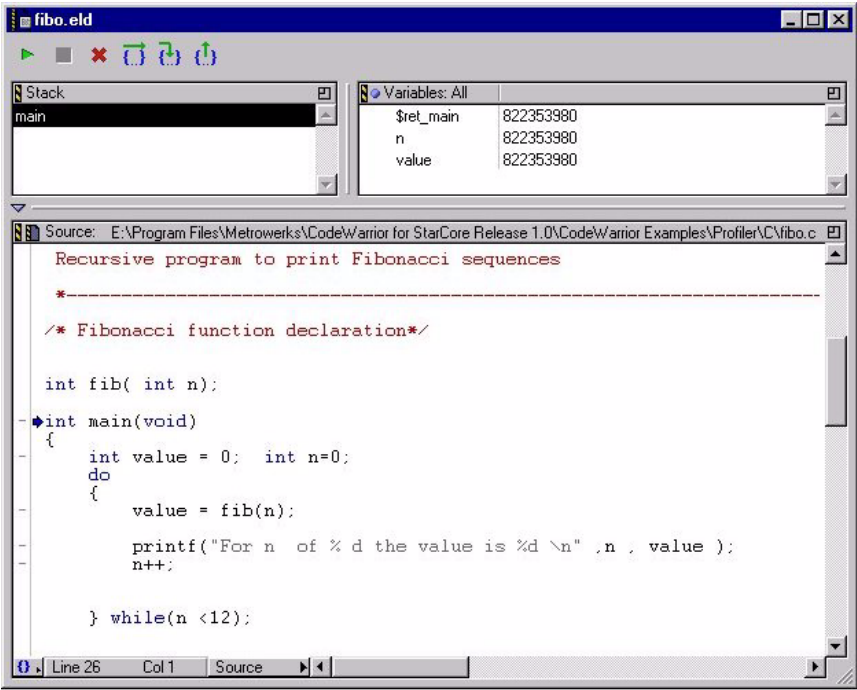 fibo.eld
Stack
main
Variables: All
$ret_main 822353980
n 822353980
value 822353980
Source: E:\Program Files\Metrowerks\CodeWarrior for StarCore Release 1.0\CodeWarrior Examples\Profiler\C\fibo.c
Recursive program to print Fibonacci sequences
*----------------------------------------------------------------------
/* Fibonacci function declaration*/
int fib( int n);
int main(void)
{
int value = 0;  int n=0;
do
{
value = fib(n);
printf("For n  of % d the value is %d \n" ,n , value );
n++;
} while(n <12);
Line 26 Col 1 Source